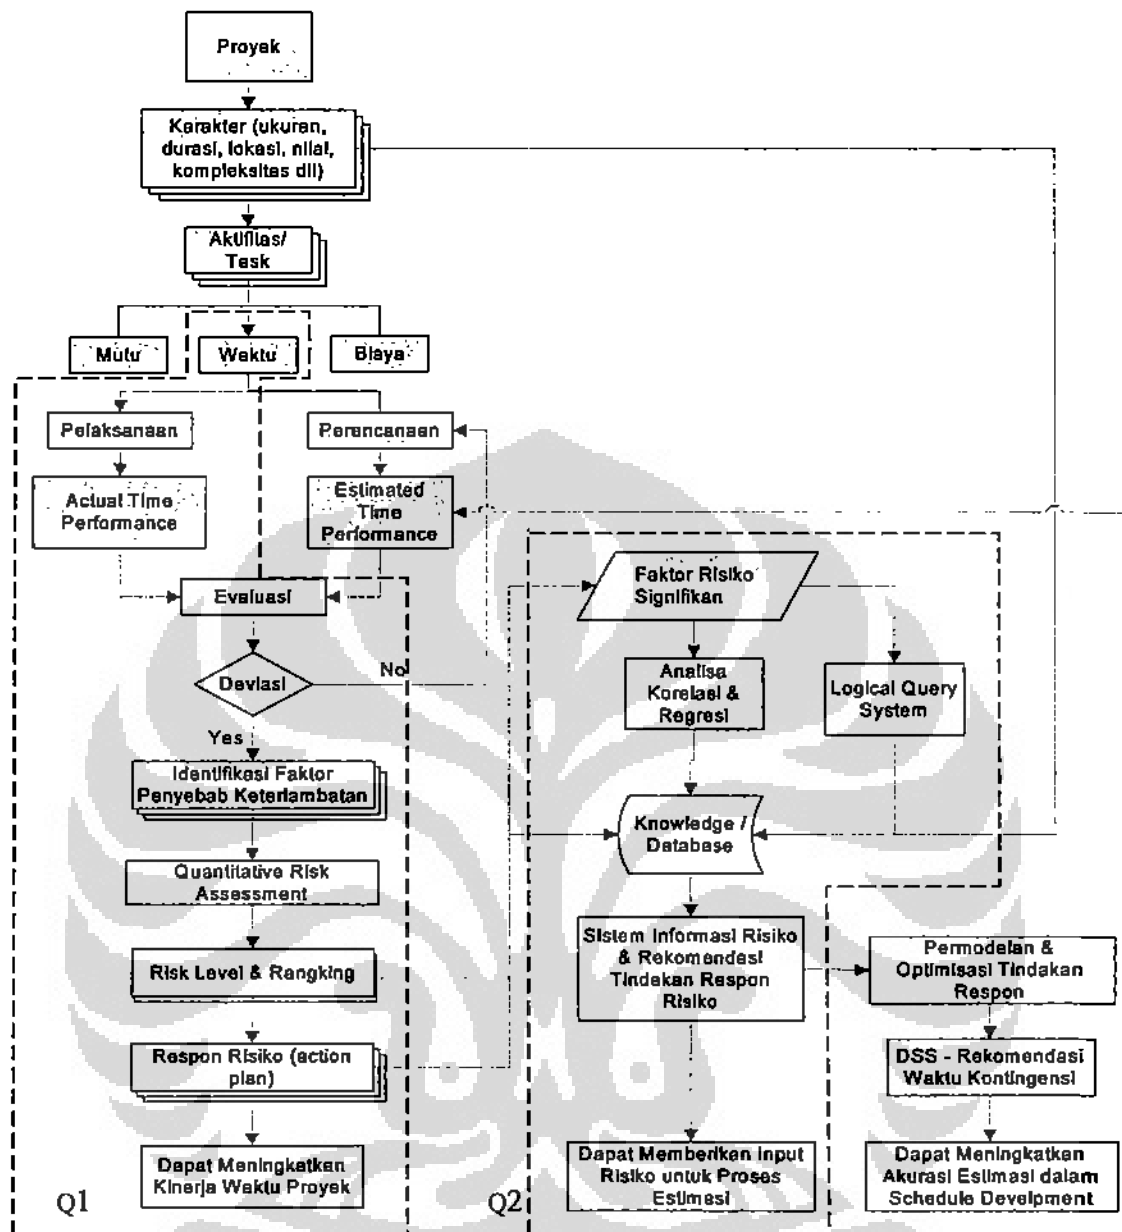 Proyek
Karakter (ukuran,
durasi, lokasi, nilai,
kompleksitas dll)
Aktifitas/
Task
Mutu
Waktu
Biaya
Pelaksanaan
Perencanaan
Actual Time
Performance
Estimated
Time
Performance
Evaluasi
Deviasi
No
Yes
Identifikasi Faktor
Penyebab Keterlambatan
Quantitative Risk
Assessment
Risk Level & Rangking
Respon Risiko (action
plan)
Dapat Meningkatkan
Kinerja Waktu Proyek
Q1
Faktor Risiko
Signifikan
Analisa
Korelasi &
Regresi
Logical Query
System
Knowledge /
Database
Sistem Informasi Risiko
& Rekomendasi
Tindakan Respon
Risiko
Dapat Memberikan Input
Risiko untuk Proses
Estimasi
Q2
Permodelan &
Optimisasi Tindakan
Respon
DSS - Rekomendasi
Waktu Kontingensi
Dapat Meningkatkan
Akurasi Estimasi dalam
Schedule Develpment